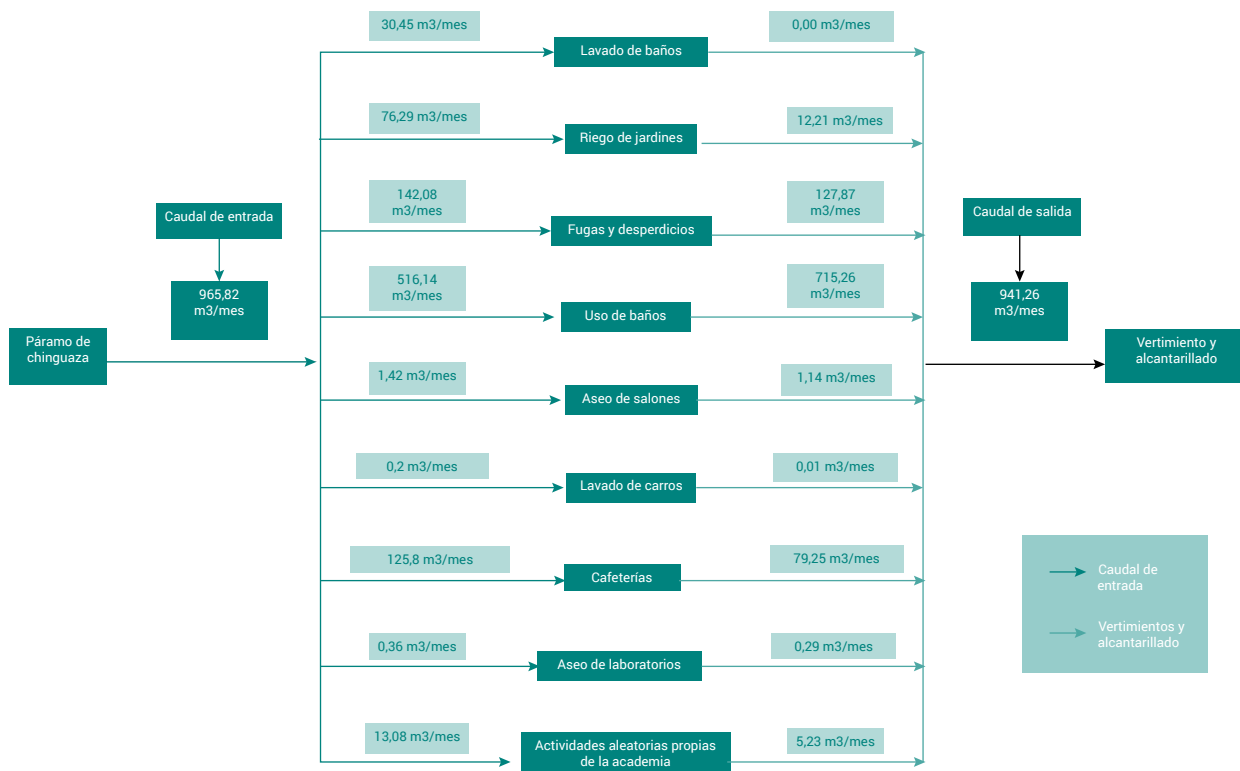 30,45 m3/mes
0,00 m3/mes
Lavado de baños
76,29 m3/mes
12,21 m3/mes
Riego de jardines
142,08
m3/mes
127,87
m3/mes
Caudal de entrada
Fugas y desperdicios
Caudal de salida
965,82
m3/mes
516,14
m3/mes
715,26
m3/mes
941,26
m3/mes
Uso de baños
Páramo de
chinguaza
Vertimiento y
alcantarillado
1,42 m3/mes
1,14 m3/mes
Aseo de salones
0,2 m3/mes
0,01 m3/mes
Lavado de carros
125,8 m3/mes
79,25 m3/mes
Cafeterías
Caudal de
entrada
Vertimientos y
alcantarillado
0,36 m3/mes
0,29 m3/mes
Aseo de laboratorios
13,08 m3/mes
5,23 m3/mes
Actividades aleatorias propias
de la academia